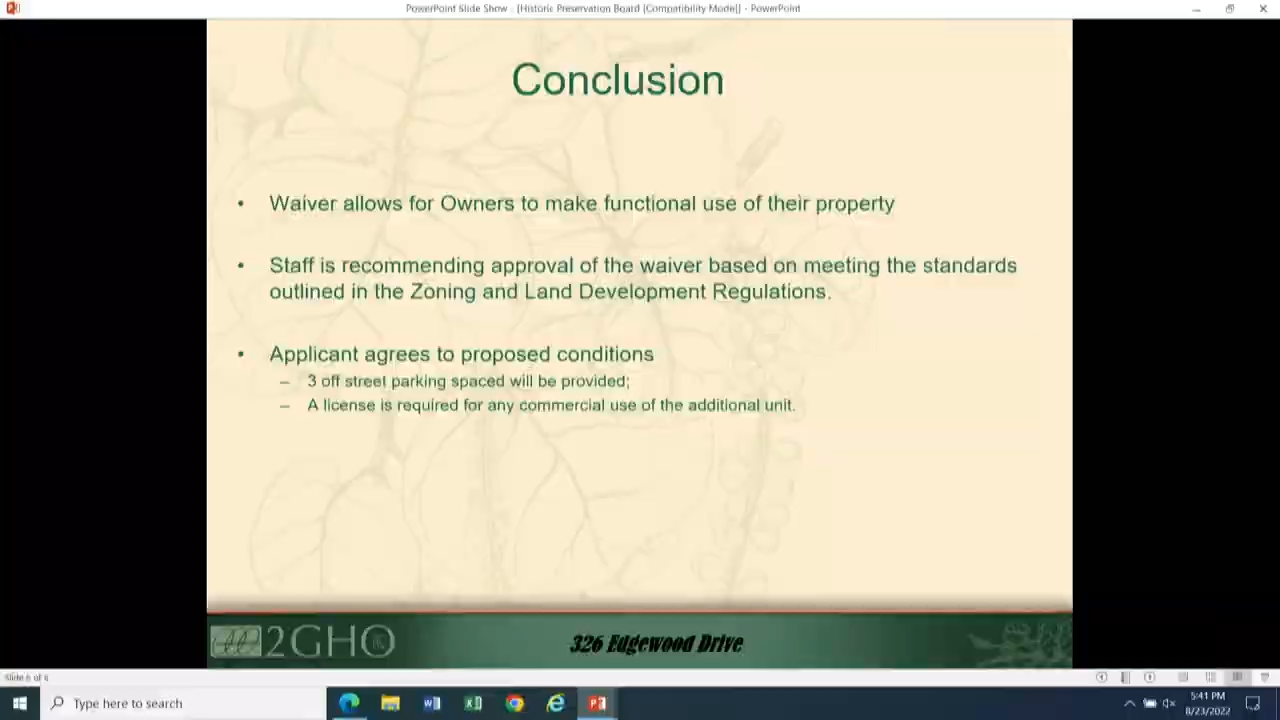 PowerPoint Slide Show - [Historic Preservation Board [Compatibility Mode]] - PowerPoint
Conclusion
• Waiver allows for Owners to make functional use of their property
• Staff is recommending approval of the waiver based on meeting the standards
outlined in the Zoning and Land Development Regulations.
• Applicant agrees to proposed conditions
– 3 off street parking spaced will be provided;
– A license is required for any commercial use of the additional unit.
2GHO
326 Edgewood Drive
Type here to search
5:41 PM
8/23/2022